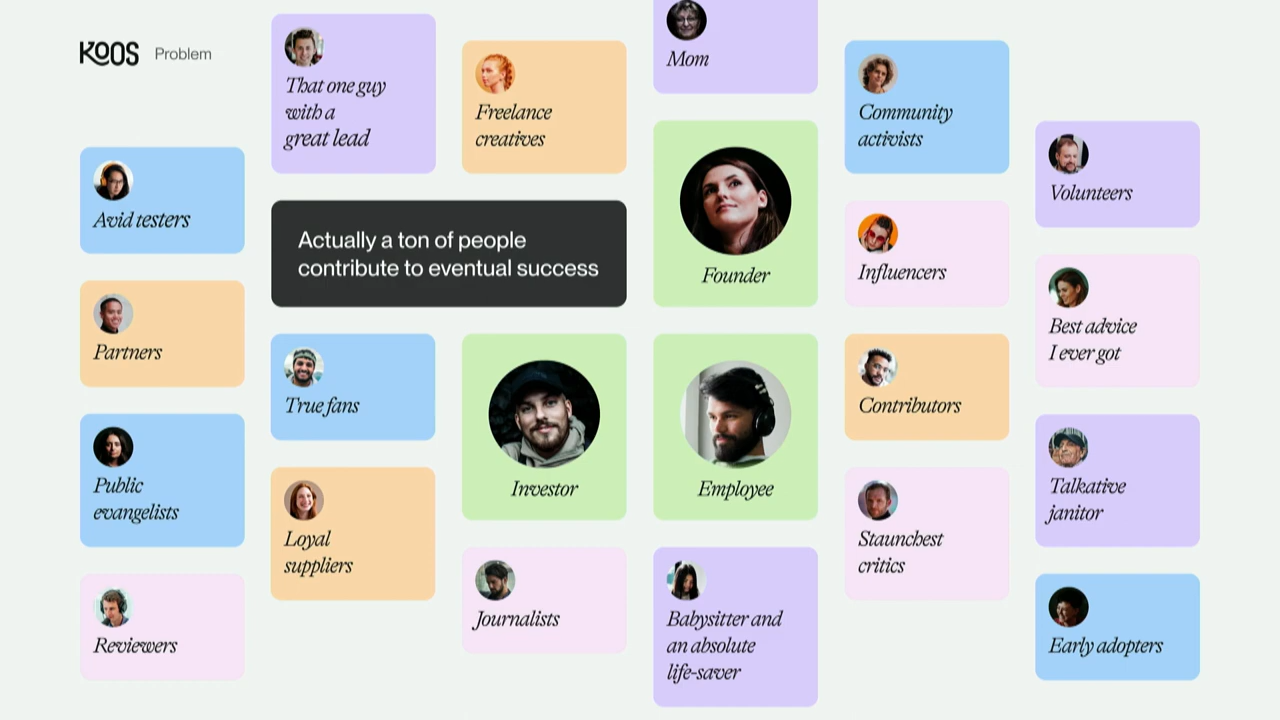 KOOS Problem
That one guy
with a
great lead
Freelance
creatives
Mom
Community
activists
Avid testers
Actually a ton of people
contribute to eventual success
Founder
Influencers
Volunteers
Partners
True fans
Investor
Employee
Contributors
Best advice
I ever got
Public
evangelists
Loyal
suppliers
Journalists
Babysitter and
an absolute
life-saver
Staunchest
critics
Talkative
janitor
Reviewers
Early adopters